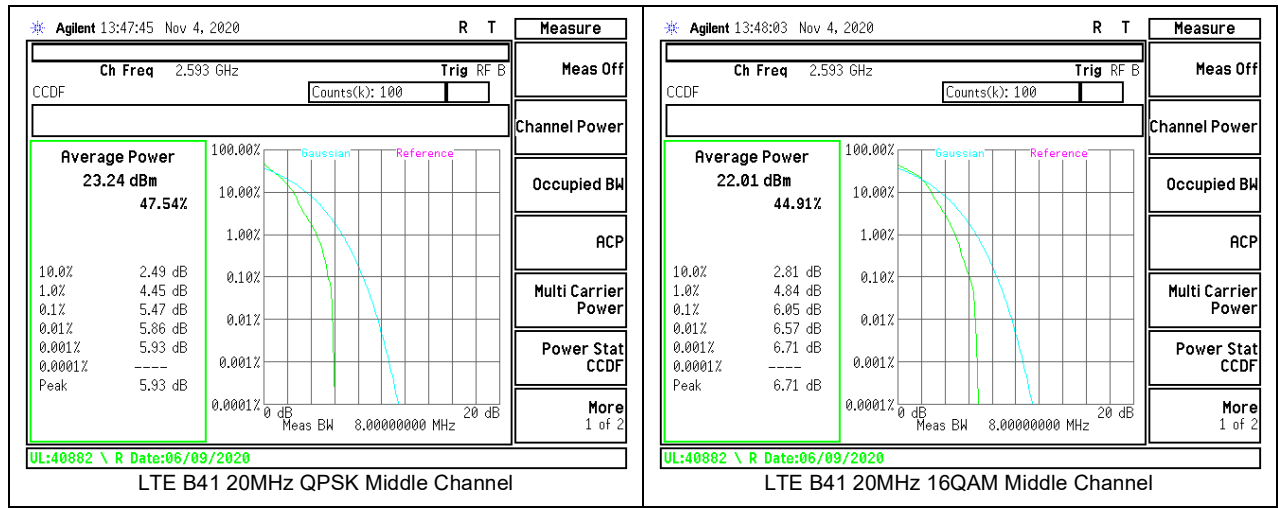 Agilent 13:47:45 Nov 4, 2020 R T
Measure
Ch Freq 2.593 GHz Trig RF B
Meas Off
CCDF Counts(k): 100
Channel Power
Average Power
23.24 dBm
47.54%
10.0% 2.49 dB
1.0% 4.45 dB
0.1% 5.47 dB
0.01% 5.86 dB
0.001% 5.93 dB
0.0001% ----
Peak 5.93 dB
Gaussian Reference
100.00%
10.00%
1.00%
0.10%
0.01%
0.001%
0.0001%
0 dB 20 dB
Meas BW 8.00000000 MHz
Occupied BW
ACP
Multi Carrier
Power
Power Stat
CCDF
More
1 of 2
UL:40882 \ R Date:06/09/2020
LTE B41 20MHz QPSK Middle Channel
Agilent 13:48:03 Nov 4, 2020 R T
Measure
Ch Freq 2.593 GHz Trig RF B
Meas Off
CCDF Counts(k): 100
Channel Power
Average Power
22.01 dBm
44.91%
10.0% 2.81 dB
1.0% 4.84 dB
0.1% 6.05 dB
0.01% 6.57 dB
0.001% 6.71 dB
0.0001% ----
Peak 6.71 dB
Gaussian Reference
100.00%
10.00%
1.00%
0.10%
0.01%
0.001%
0.0001%
0 dB 20 dB
Meas BW 8.00000000 MHz
Occupied BW
ACP
Multi Carrier
Power
Power Stat
CCDF
More
1 of 2
UL:40882 \ R Date:06/09/2020
LTE B41 20MHz 16QAM Middle Channel